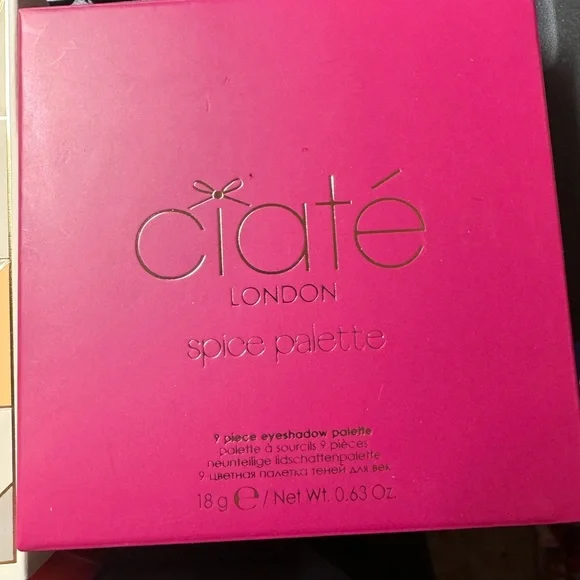 ciaté
LONDON
spice palette
9 piece eyeshadow palette
palette à sourcils 9 pièces
neunteilige lidschattenpalette
9-цветная палетка теней для век
18 g ℮ / Net Wt. 0.63 Oz.